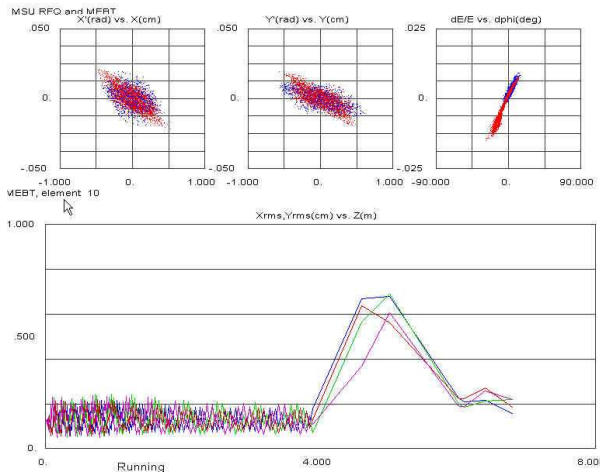 MSU RFQ and MEBT
X'(rad) vs. X(cm)
Y'(rad) vs. Y(cm)
dE/E vs. dphi(deg)
.050
.050
.025
0.
0.
0.
-.050
-.050
-.025
-1.000 0. 1.000
-1.000 0. 1.000
-90.000 0. 90.000
MEBT, element 10
Xrms,Yrms(cm) vs. Z(m)
1.000
.500
0.
0. 4.000 8.00
Running